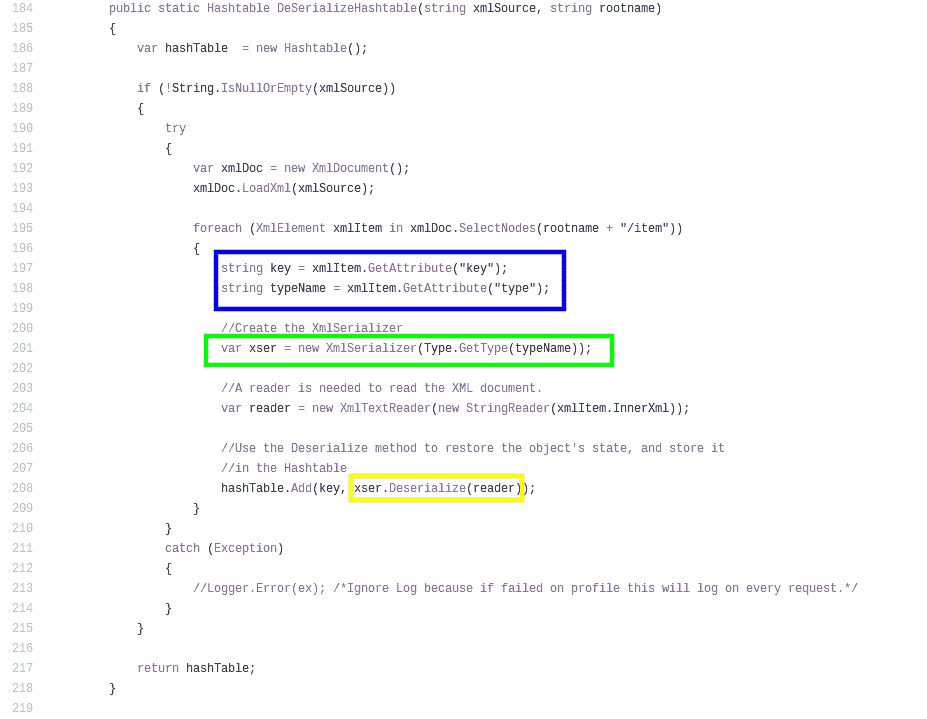 184 public static Hashtable DeSerializeHashtable(string xmlSource, string rootname)
185 {
186 var hashTable  = new Hashtable();
187
188 if (!String.IsNullOrEmpty(xmlSource))
189 {
190 try
191 {
192 var xmlDoc = new XmlDocument();
193 xmlDoc.LoadXml(xmlSource);
194
195 foreach (XmlElement xmlItem in xmlDoc.SelectNodes(rootname + "/item"))
196 {
197 string key = xmlItem.GetAttribute("key");
198 string typeName = xmlItem.GetAttribute("type");
199
200 //Create the XmlSerializer
201 var xser = new XmlSerializer(Type.GetType(typeName));
202
203 //A reader is needed to read the XML document.
204 var reader = new XmlTextReader(new StringReader(xmlItem.InnerXml));
205
206 //Use the Deserialize method to restore the object's state, and store it
207 //in the Hashtable
208 hashTable.Add(key, xser.Deserialize(reader));
209 }
210 }
211 catch (Exception)
212 {
213 //Logger.Error(ex); /*Ignore Log because if failed on profile this will log on every request.*/
214 }
215 }
216
217 return hashTable;
218 }
219